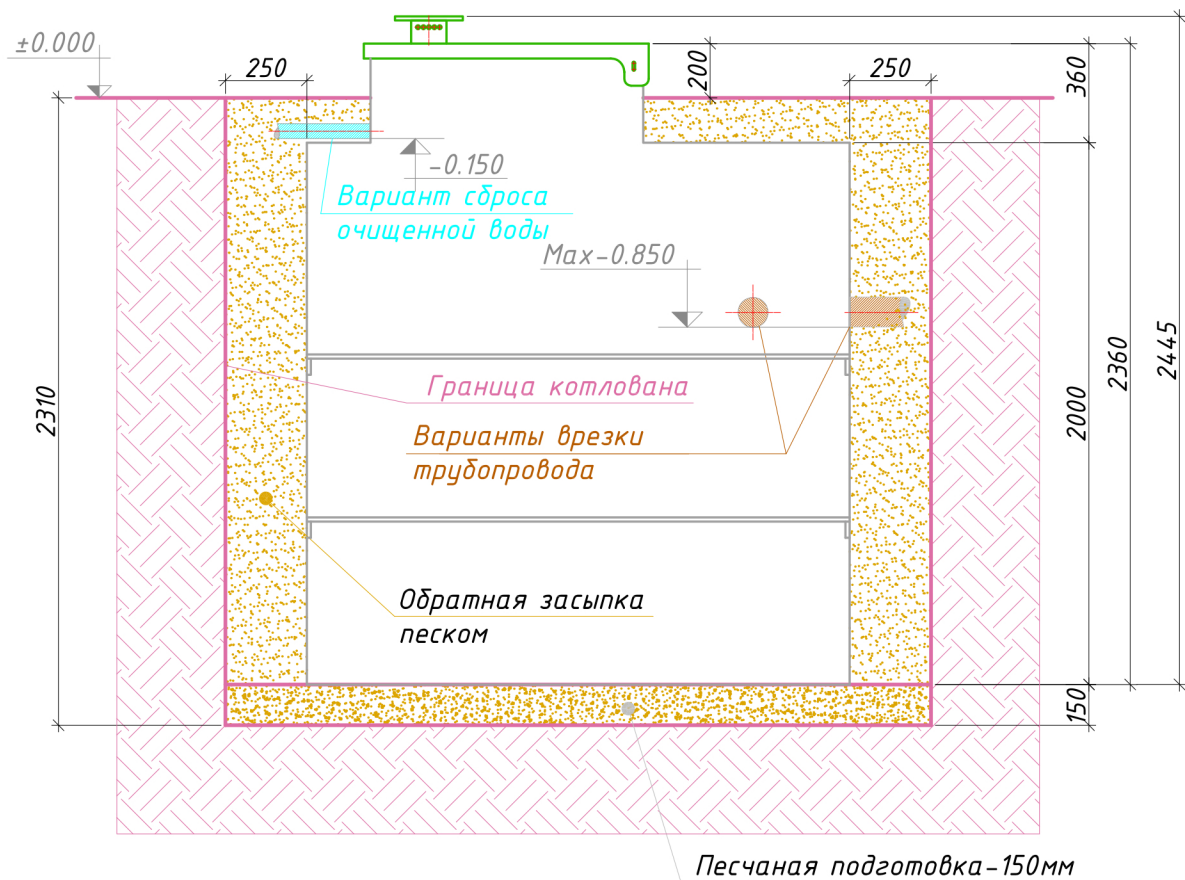 ±0.000
250
200
250
360
-0.150
Вариант сброса
очищенной воды
Max-0.850
2445
2360
2310
Граница котлована
2000
Варианты врезки
трубопровода
Обратная засыпка
песком
150
Песчаная подготовка-150мм